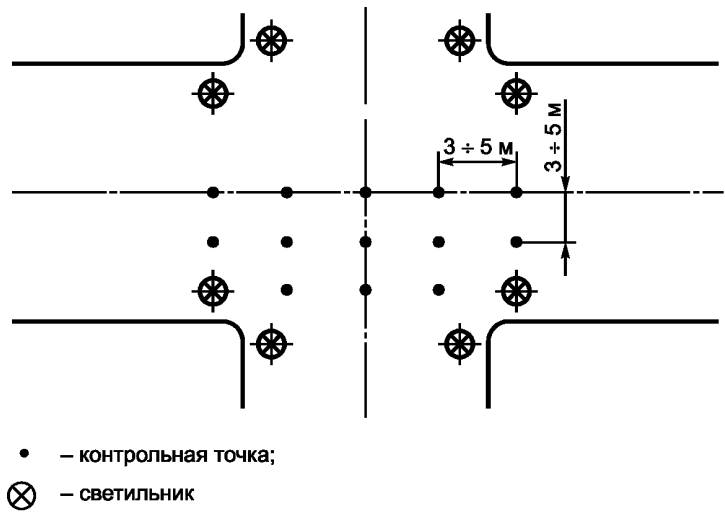 3 ÷ 5 м
3 ÷ 5 м
– контрольная точка;
– светильник